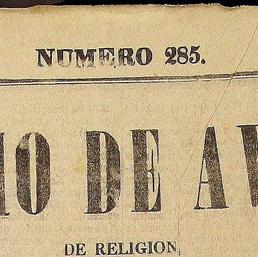 NUMERO 285.
IO DE AV
DE RELIGION,